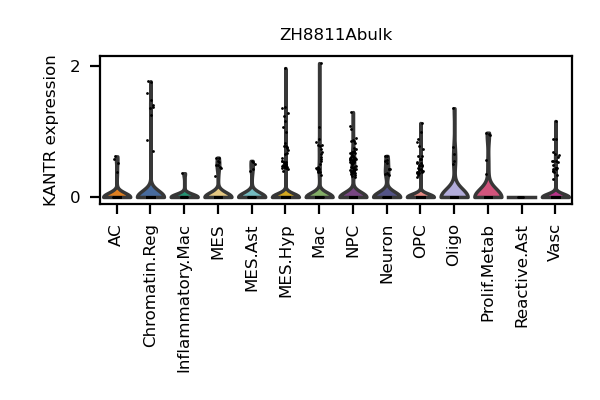 ZH8811Abulk
KANTR expression
2
0
AC
Chromatin.Reg
Inflammatory.Mac
MES
MES.Ast
MES.Hyp
Mac
NPC
Neuron
OPC
Oligo
Prolif.Metab
Reactive.Ast
Vasc